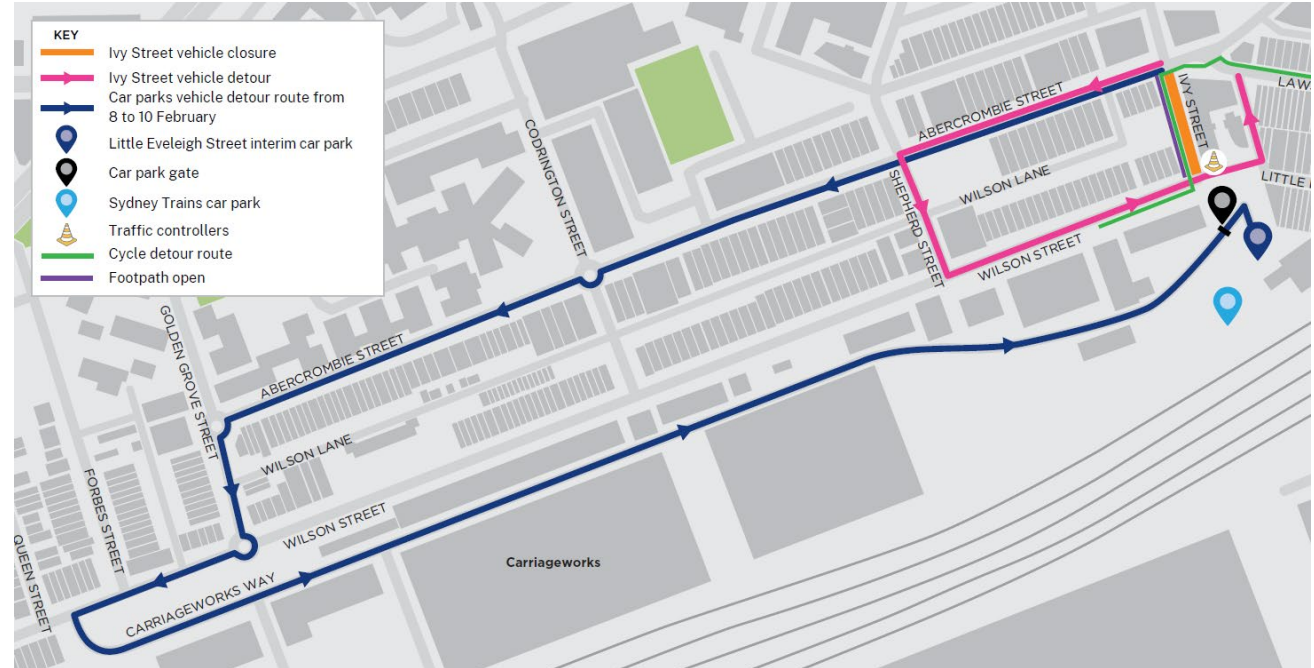 KEY
Ivy Street vehicle closure
Ivy Street vehicle detour
Car parks vehicle detour route from
8 to 10 February
Little Eveleigh Street interim car park
Car park gate
Sydney Trains car park
Traffic controllers
Cycle detour route
Footpath open
CODRINGTON STREET
ABERCROMBIE STREET
IVY STREET
LAW
SHEPHERD STREET
WILSON LANE
LITTLE
WILSON STREET
GOLDEN GROVE STREET
ABERCROMBIE STREET
WILSON LANE
FORBES STREET
QUEEN STREET
WILSON STREET
CARRIAGEWORKS WAY
Carriageworks